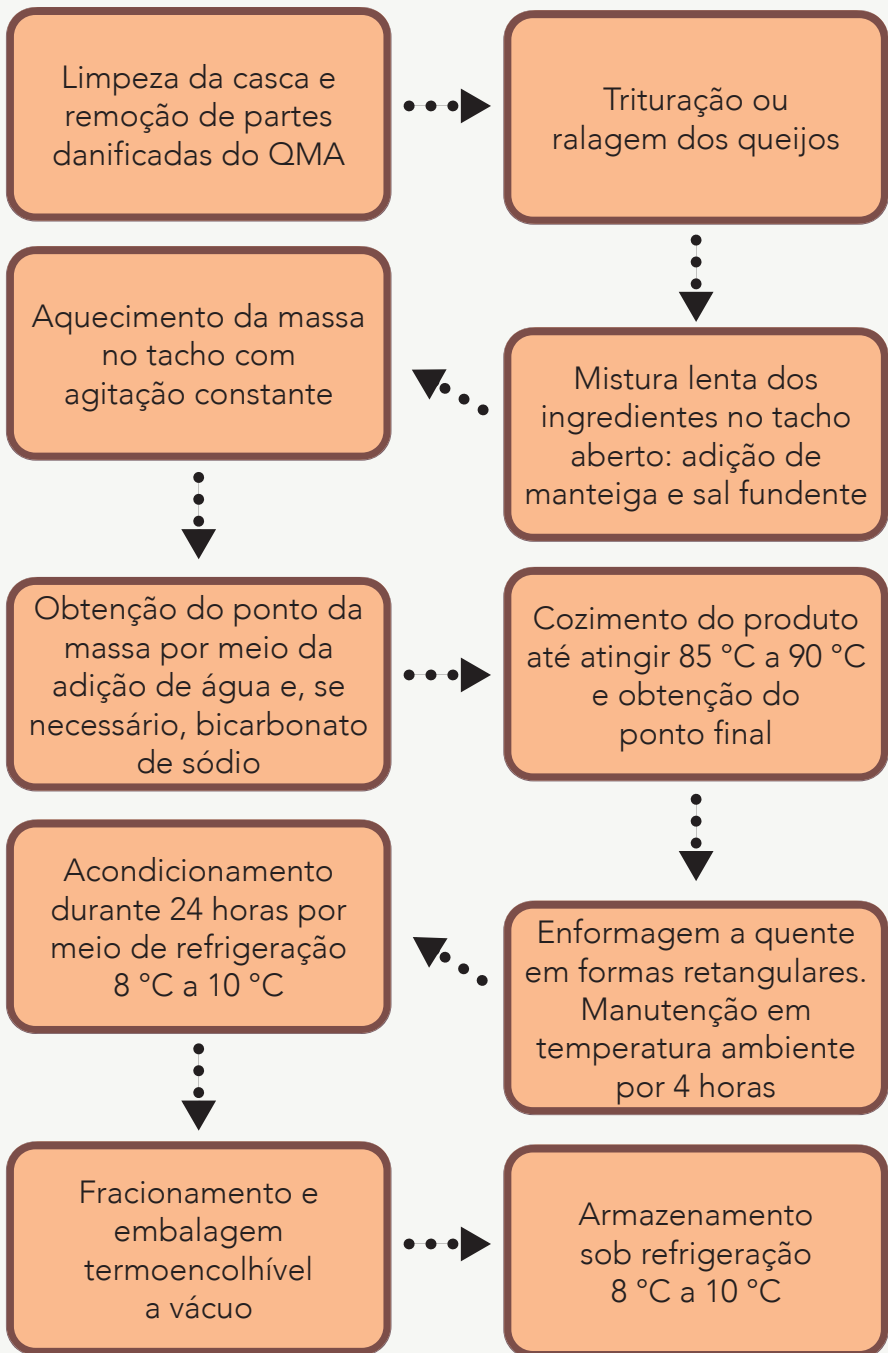 Limpeza da casca e
remoção de partes
danificadas do QMA
Trituração ou
ralagem dos queijos
Mistura lenta dos
ingredientes no tacho
aberto: adição de
manteiga e sal fundente
Aquecimento da massa
no tacho com
agitação constante
Obtenção do ponto da
massa por meio da
adição de água e, se
necessário, bicarbonato
de sódio
Cozimento do produto
até atingir 85 °C a 90 °C
e obtenção do
ponto final
Enformagem a quente
em formas retangulares.
Manutenção em
temperatura ambiente
por 4 horas
Acondicionamento
durante 24 horas por
meio de refrigeração
8 °C a 10 °C
Fracionamento e
embalagem
termoencolhível
a vácuo
Armazenamento
sob refrigeração
8 °C a 10 °C